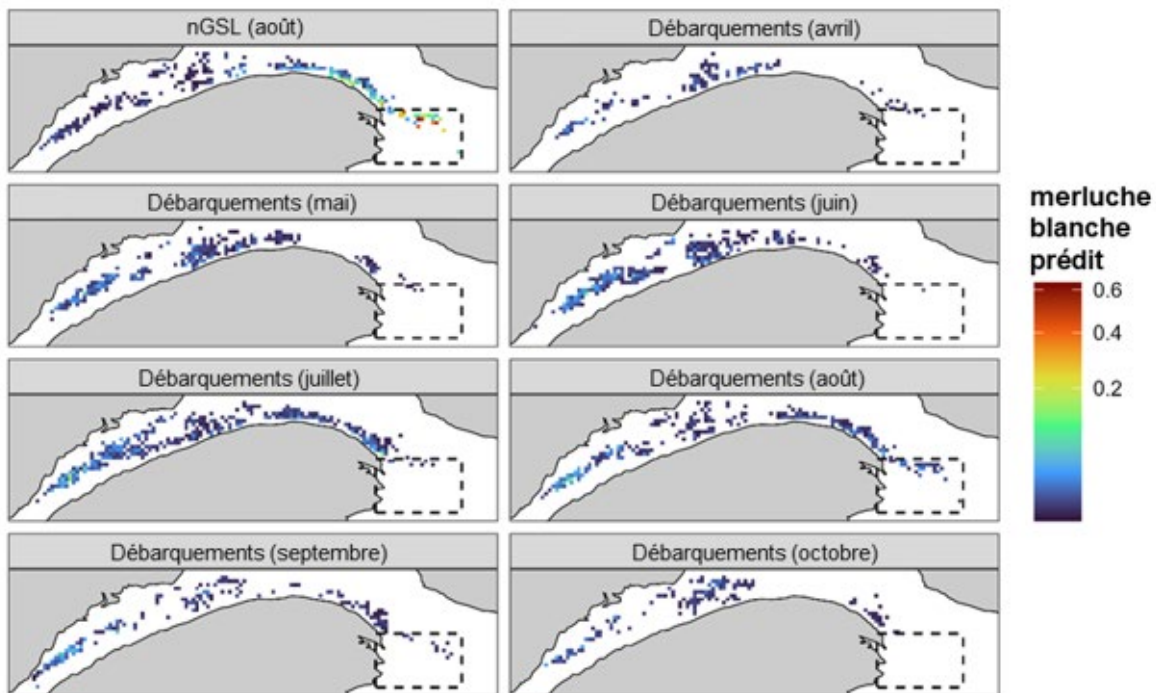 nGSL (août)
Débarquements (avril)
Débarquements (mai)
Débarquements (juin)
Débarquements (juillet)
Débarquements (août)
Débarquements (septembre)
Débarquements (octobre)
merluche
blanche
prédit
0.6
0.4
0.2